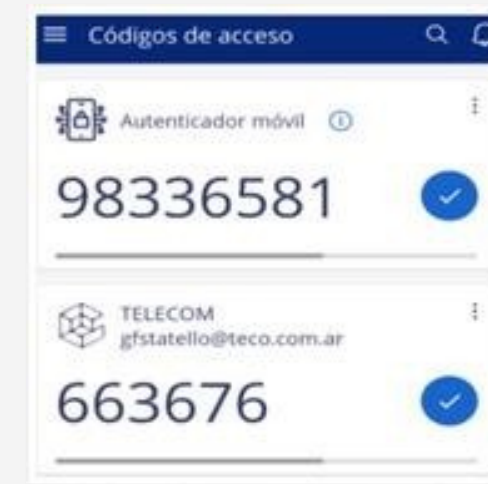 Códigos de acceso
Autenticador móvil
98336581
TELECOM
gfstatello@teco.com.ar
663676